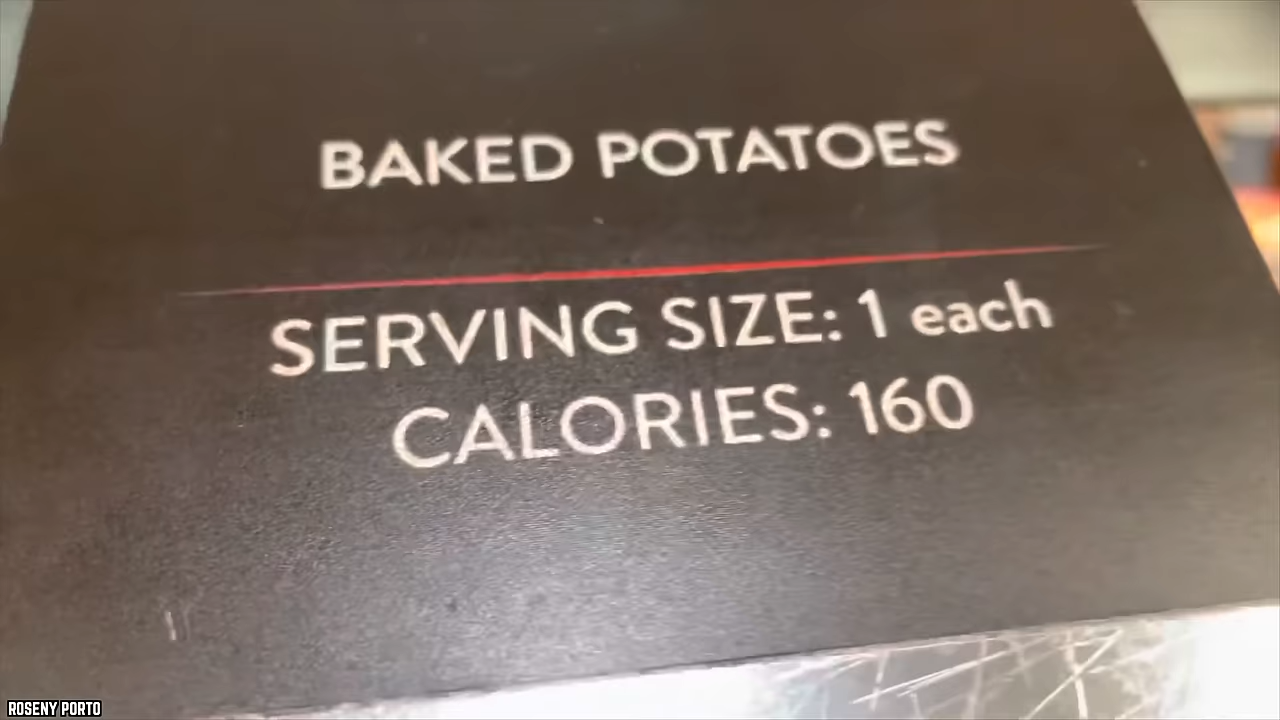 BAKED POTATOES
SERVING SIZE: 1 each
CALORIES: 160
ROSENY PORTO